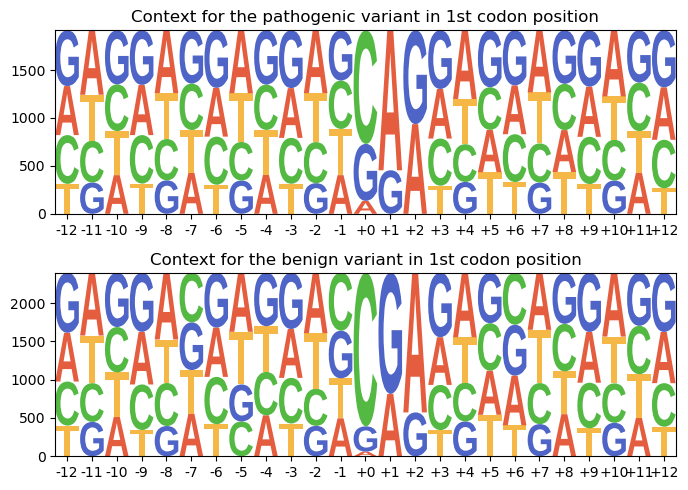 Context for the pathogenic variant in 1st codon position
1500
1000
500
0
-12 -11 -10 -9 -8 -7 -6 -5 -4 -3 -2 -1 +0 +1 +2 +3 +4 +5 +6 +7 +8 +9 +10 +11 +12
G A G G A G G A G G A G C A G G A G G A G G A G G
A T C A T C A T C A T C G G A A T C A T C A T C A
C C T C C T C C T C C T A C C A C C A C C T C
T G A T G A T G A T G A T G T T G T T G A T
Context for the benign variant in 1st codon position
2000
1500
1000
500
0
-12 -11 -10 -9 -8 -7 -6 -5 -4 -3 -2 -1 +0 +1 +2 +3 +4 +5 +6 +7 +8 +9 +10 +11 +12
G A G G A C G A G G A C C G A G A G C A G G A G G
A T C A T G A T T A T G G A G A T C G T C A T C A
C C T C C T C G C C C T A C C A A C T C C T C
T G A T G A T C A T G A T G T T G A T G A T